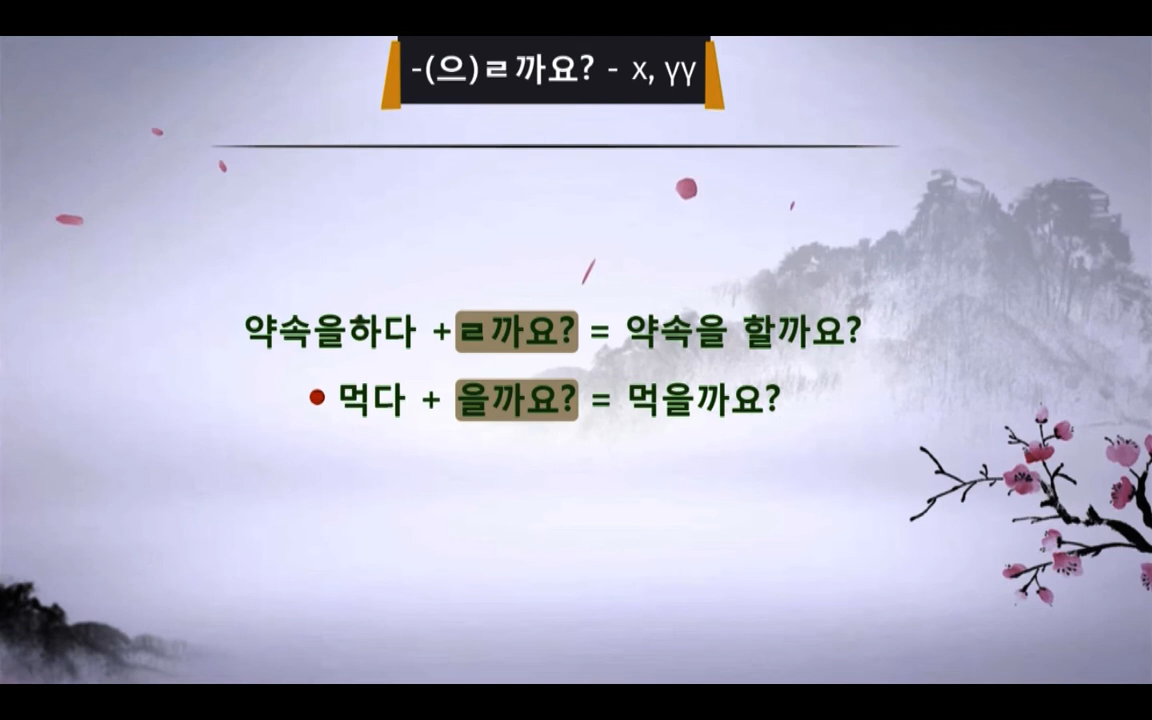 -(으)ㄹ까요? - x, үү
약속을하다 +ㄹ까요? = 약속을 할까요?
• 먹다 + 을까요? = 먹을까요?